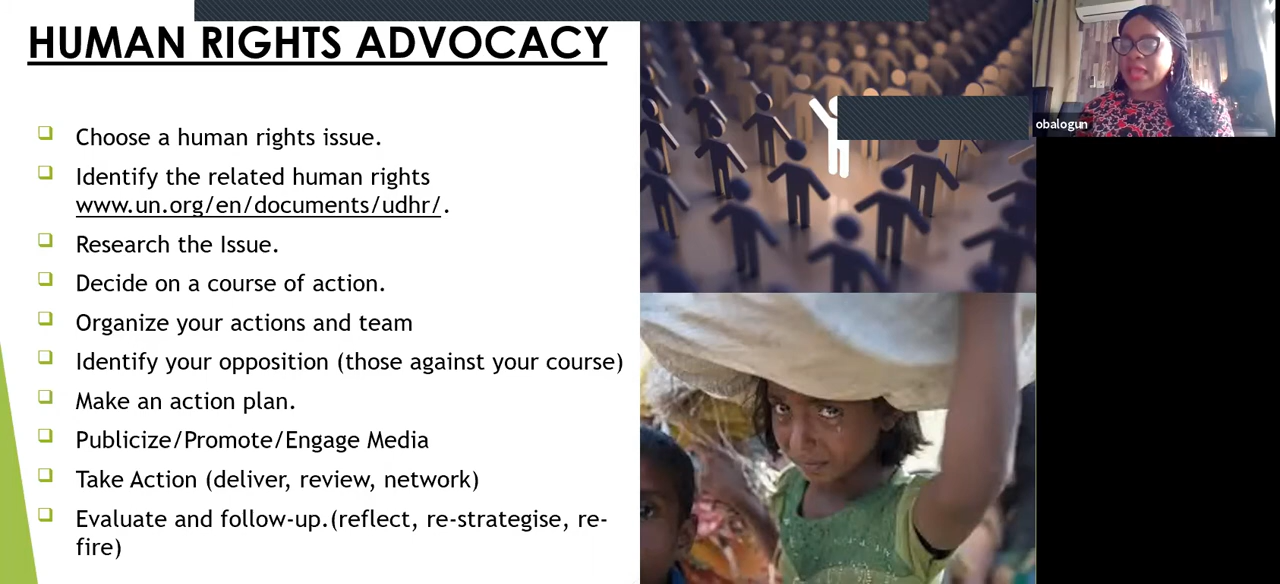 HUMAN RIGHTS ADVOCACY
Choose a human rights issue.
Identify the related human rights
www.un.org/en/documents/udhr/.
Research the Issue.
Decide on a course of action.
Organize your actions and team
Identify your opposition (those against your course)
Make an action plan.
Publicize/Promote/Engage Media
Take Action (deliver, review, network)
Evaluate and follow-up.(reflect, re-strategise, re-
fire)
obalogun